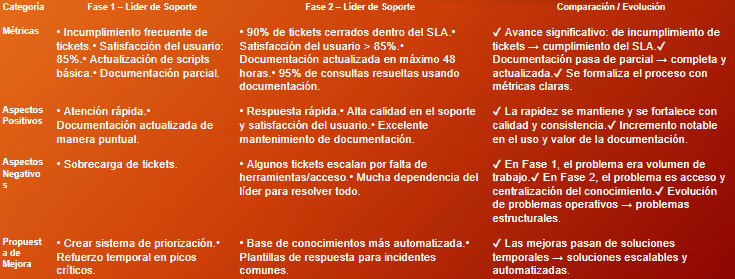 Categoría
Fase 1 – Líder de Soporte
Fase 2 – Líder de Soporte
Comparación / Evolución
Métricas
• Incumplimiento frecuente de
tickets.• Satisfacción del usuario:
85%.• Actualización de scripts
básica.• Documentación parcial.
• 90% de tickets cerrados dentro del SLA.•
Satisfacción del usuario > 85%.•
Documentación actualizada en máximo 48
horas.• 95% de consultas resueltas usando
documentación.
✓ Avance significativo: de incumplimiento de
tickets → cumplimiento del SLA.✓
Documentación pasa de parcial → completa y
actualizada.✓ Se formaliza el proceso con
métricas claras.
Aspectos
Positivos
• Atención rápida.•
Documentación actualizada de
manera puntual.
• Respuesta rápida.• Alta calidad en el soporte
y satisfacción del usuario.• Excelente
mantenimiento de documentación.
✓ La rapidez se mantiene y se fortalece con
calidad y consistencia.✓ Incremento notable
en el uso y valor de la documentación.
Aspectos
Negativo
s
• Sobrecarga de tickets.
• Algunos tickets escalan por falta de
herramientas/acceso.• Mucha dependencia del
líder para resolver todo.
✓ En Fase 1, el problema era volumen de
trabajo.✓ En Fase 2, el problema es acceso y
centralización del conocimiento.✓ Evolución
de problemas operativos → problemas
estructurales.
Propuest
a de
Mejora
• Crear sistema de priorización.•
Refuerzo temporal en picos
críticos.
• Base de conocimientos más automatizada.•
Plantillas de respuesta para incidentes
comunes.
✓ Las mejoras pasan de soluciones
temporales → soluciones escalables y
automatizadas.